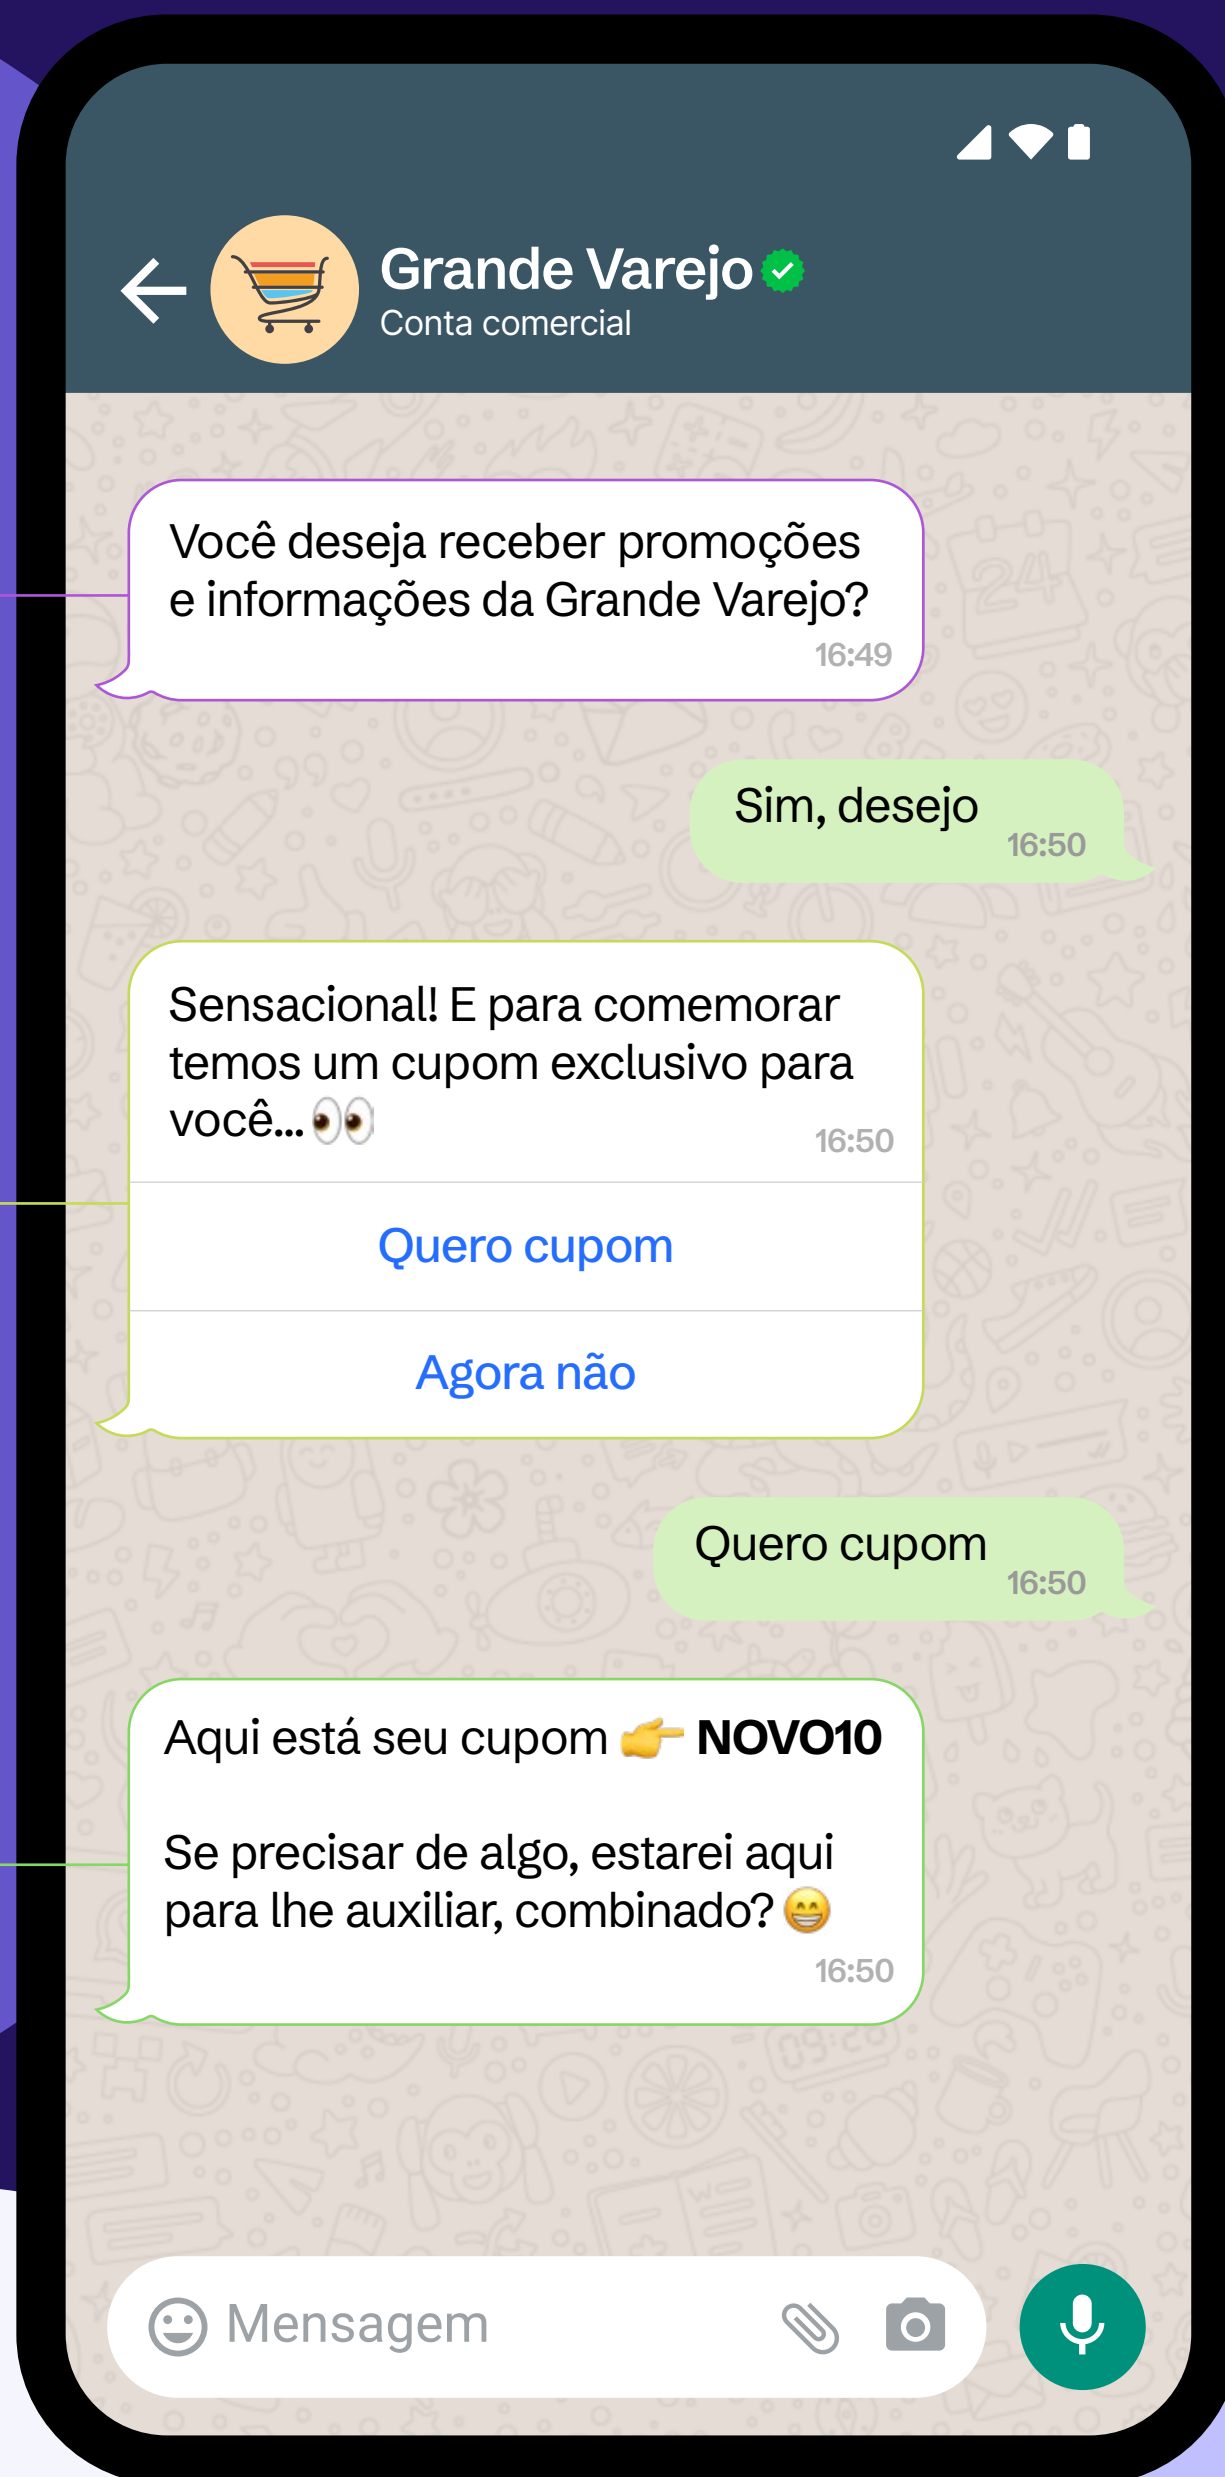 Grande Varejo
Conta comercial
Você deseja receber promoções
e informações da Grande Varejo?
16:49
Sim, desejo
16:50
Sensacional! E para comemorar
temos um cupom exclusivo para
você...👀
16:50
Quero cupom
Agora não
Quero cupom
16:50
Aqui está seu cupom 👉 NOVO10
Se precisar de algo, estarei aqui
para lhe auxiliar, combinado?😁
16:50
Mensagem